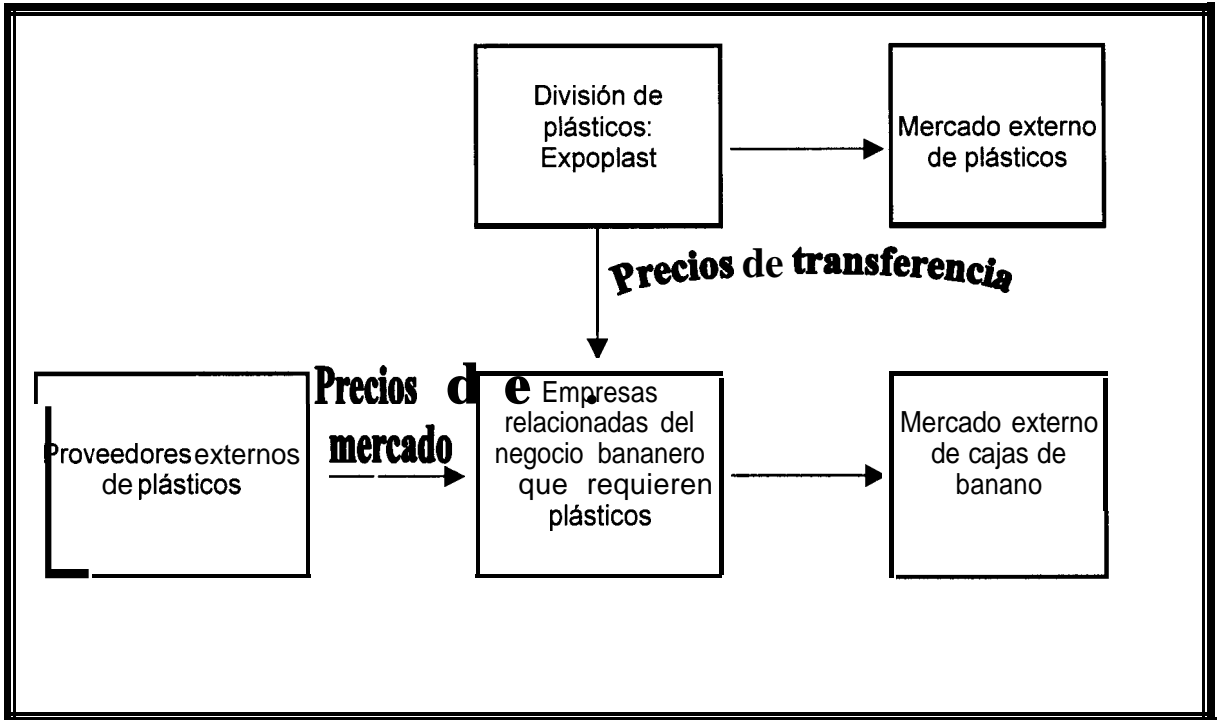 División de
plásticos:
Expoplast
Mercado externo
de plásticos
Precios de transferencia
Proveedores externos
de plásticos
Precios de
mercado
Empresas
relacionadas del
negocio bananero
que requieren
plásticos
Mercado externo
de cajas de
banano